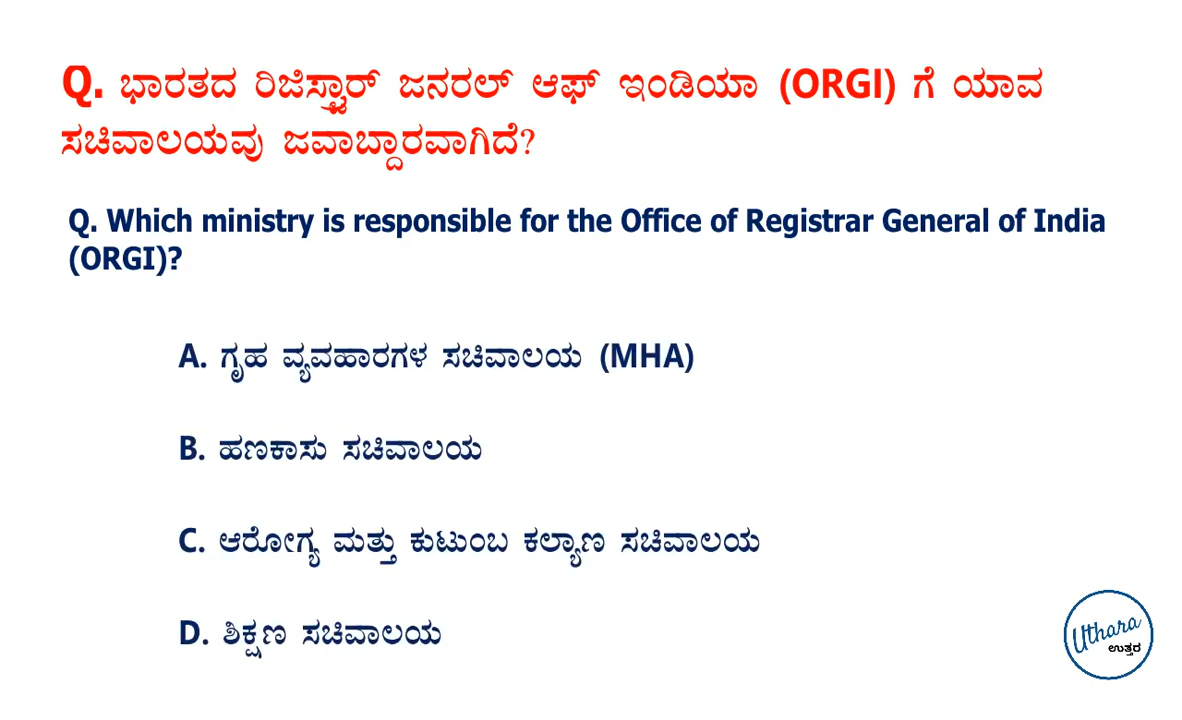 Q. ಭಾರತದ ರಿಜಿಸ್ಟ್ರಾರ್ ಜನರಲ್ ಆಫ್ ಇಂಡಿಯಾ (ORGI) ಗೆ ಯಾವ
ಸಚಿವಾಲಯವು ಜವಾಬ್ದಾರವಾಗಿದೆ?
Q. Which ministry is responsible for the Office of Registrar General of India
(ORGI)?
A. ಗೃಹ ವ್ಯವಹಾರಗಳ ಸಚಿವಾಲಯ (MHA)
B. ಹಣಕಾಸು ಸಚಿವಾಲಯ
C. ಆರೋಗ್ಯ ಮತ್ತು ಕುಟುಂಬ ಕಲ್ಯಾಣ ಸಚಿವಾಲಯ
D. ಶಿಕ್ಷಣ ಸಚಿವಾಲಯ
Uthara
ಉತ್ತರ